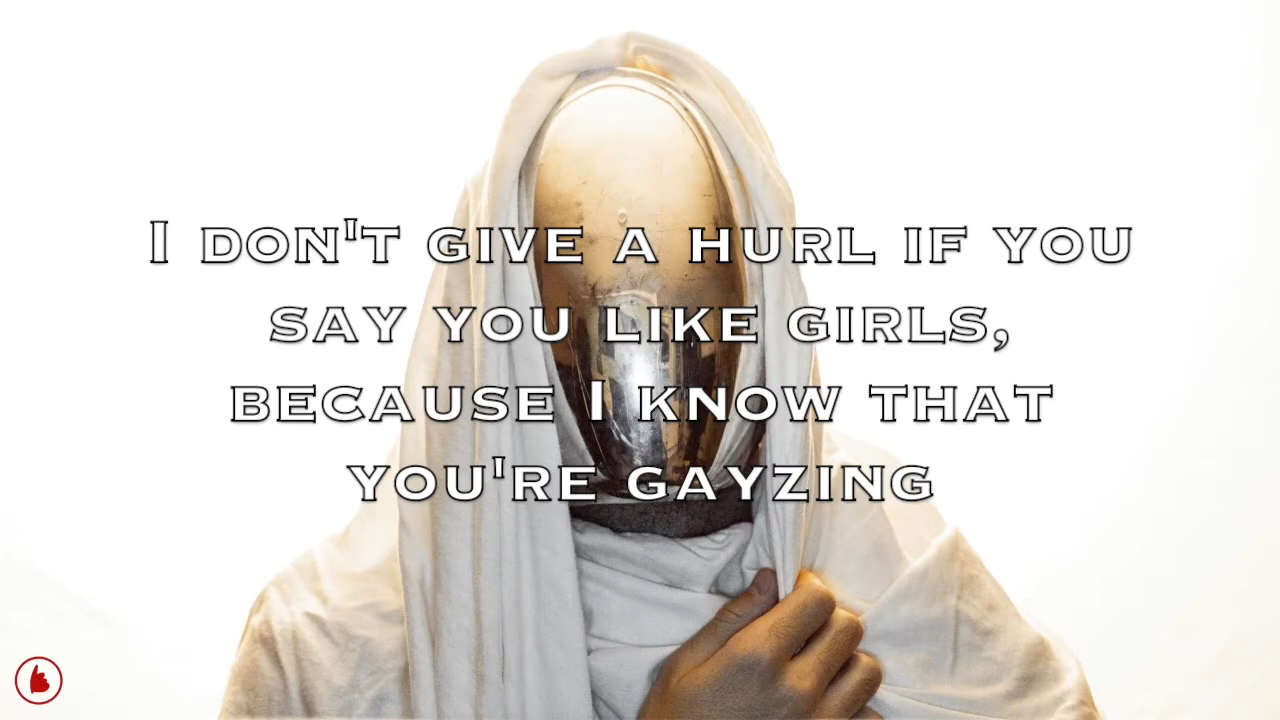 I DON'T GIVE A HURL IF YOU
SAY YOU LIKE GIRLS,
BECAUSE I KNOW THAT
YOU'RE GAYZING